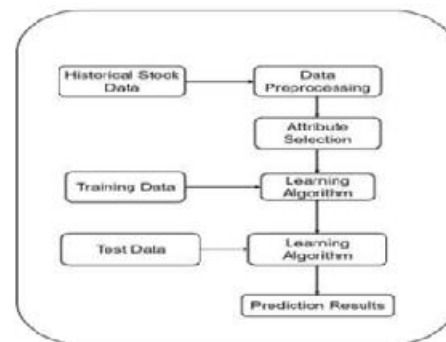 Historical Stock
Data
Data
Preprocessing
Attribute
Selection
Training Data
Learning
Algorithm
Test Data
Learning
Algorithm
Prediction Results